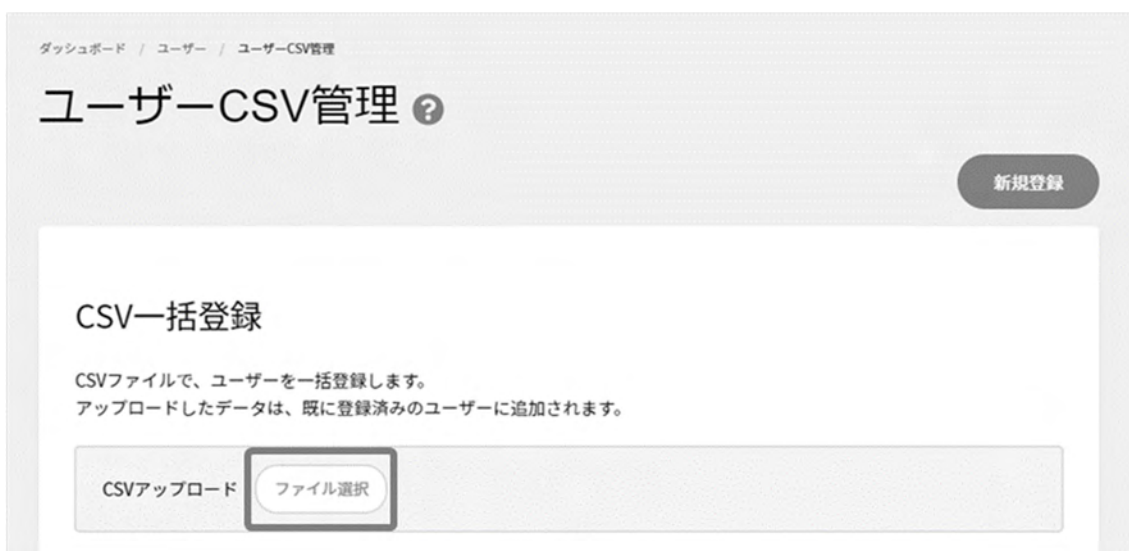 ダッシュボード / ユーザー / ユーザーCSV管理
ユーザーCSV管理 ?
新規登録
CSV一括登録
CSVファイルで、ユーザーを一括登録します。
アップロードしたデータは、既に登録済みのユーザーに追加されます。
CSVアップロード ファイル選択